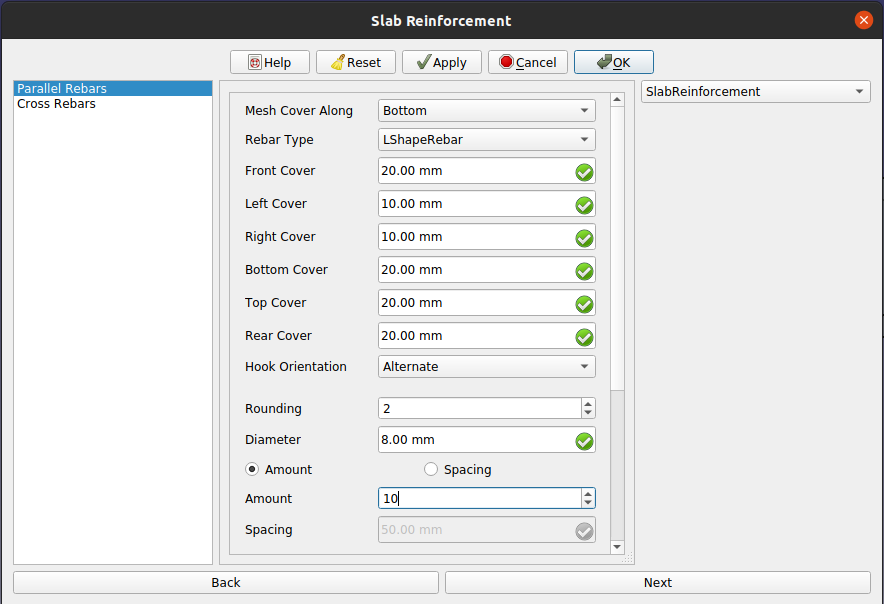 Slab Reinforcement
Help Reset Apply Cancel OK
Parallel Rebars
Cross Rebars
Mesh Cover Along Bottom
Rebar Type LShapeRebar
Front Cover 20.00 mm
Left Cover 10.00 mm
Right Cover 10.00 mm
Bottom Cover 20.00 mm
Top Cover 20.00 mm
Rear Cover 20.00 mm
Hook Orientation Alternate
Rounding 2
Diameter 8.00 mm
Amount Spacing
Amount 10
Spacing 50.00 mm
SlabReinforcement
Back Next